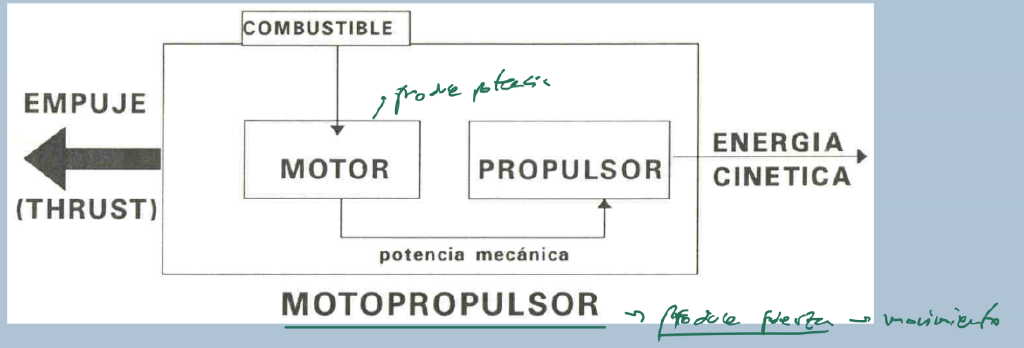 COMBUSTIBLE
produce potencia
EMPUJE
(THRUST)
MOTOR
PROPULSOR
ENERGIA
CINETICA
potencia mecánica
MOTOPROPULSOR → produce fuerza → movimiento